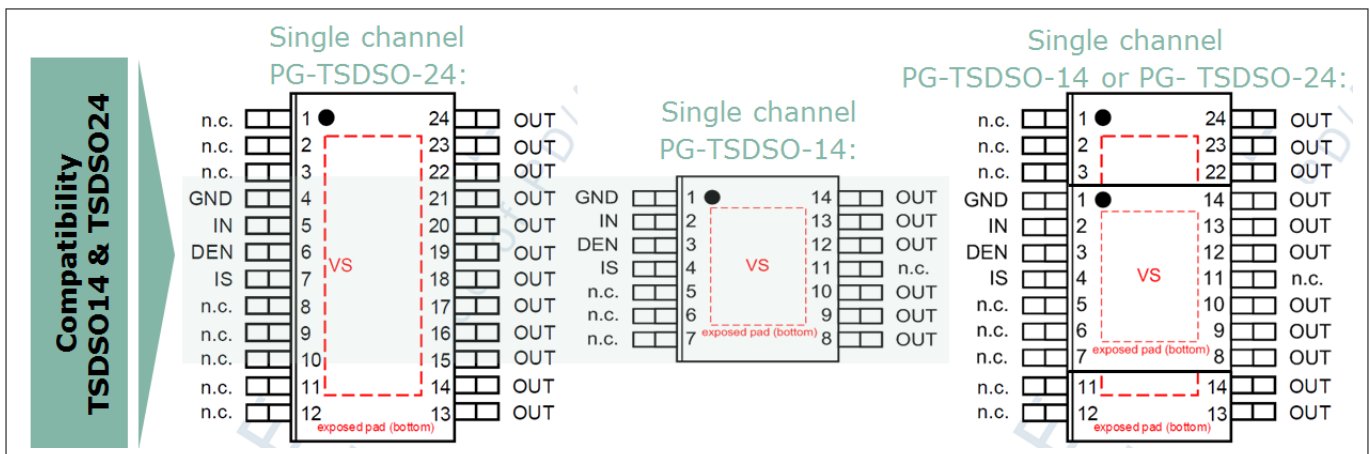 Compatibility
TSDSO14 & TSDSO24
Single channel
PG-TSDSO-24:
n.c. 1 24 OUT
n.c. 2 23 OUT
n.c. 3 22 OUT
GND 4 21 OUT
IN 5 20 OUT
DEN 6 19 OUT
VS
IS 7 18 OUT
n.c. 8 17 OUT
n.c. 9 16 OUT
n.c. 10 15 OUT
n.c. 11 14 OUT
n.c. 12 13 OUT
exposed pad (bottom)
Single channel
PG-TSDSO-14:
GND 1 14 OUT
IN 2 13 OUT
DEN 3 12 OUT
IS 4 VS 11 n.c.
n.c. 5 10 OUT
n.c. 6 9 OUT
exposed pad (bottom)
n.c. 7 8 OUT
Single channel
PG-TSDSO-14 or PG- TSDSO-24:
n.c. 1 24 OUT
n.c. 2 23 OUT
n.c. 3 22 OUT
GND 1 14 OUT
IN 2 13 OUT
DEN 3 12 OUT
IS 4 VS 11 n.c.
n.c. 5 10 OUT
n.c. 6 9 OUT
exposed pad (bottom)
n.c. 7 8 OUT
n.c. 11 14 OUT
n.c. 12 13 OUT
exposed pad (bottom)